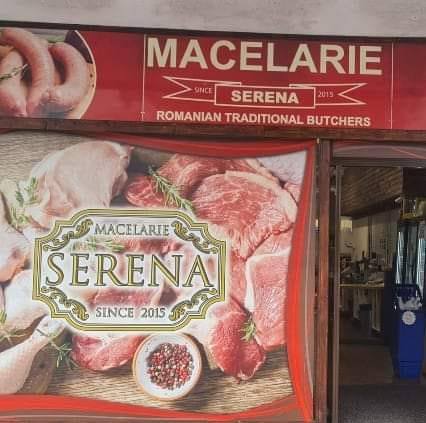 MACELARIE
SINCE SERENA 2015
ROMANIAN TRADITIONAL BUTCHERS
MACELARIE
SERENA
SINCE 2015